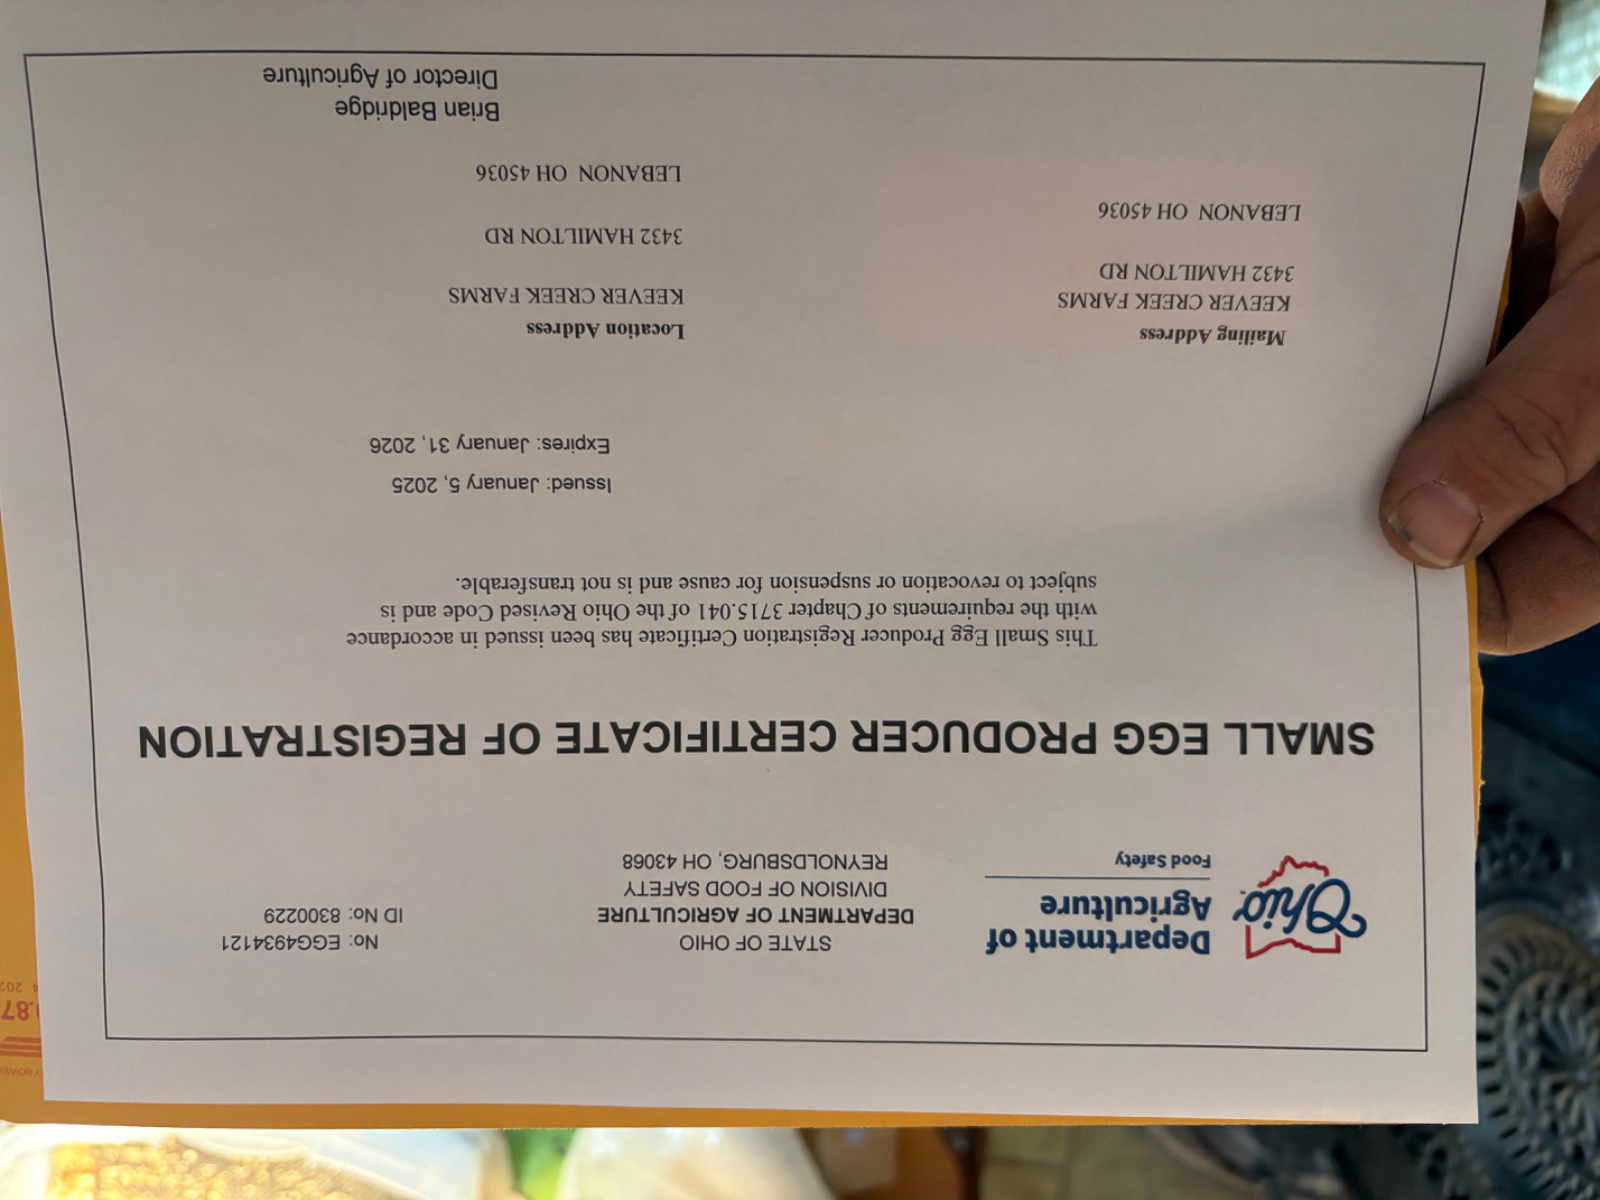 Ohio
Department of
Agriculture
Food Safety
STATE OF OHIO
DEPARTMENT OF AGRICULTURE
DIVISION OF FOOD SAFETY
REYNOLDSBURG, OH 43068
No: EGG4934121
ID No: 8300229
SMALL EGG PRODUCER CERTIFICATE OF REGISTRATION
This Small Egg Producer Registration Certificate has been issued in accordance
with the requirements of Chapter 3715.041 of the Ohio Revised Code and is
subject to revocation or suspension for cause and is not transferable.
Issued: January 5, 2025
Expires: January 31, 2026
Mailing Address
KEEVER CREEK FARMS
3432 HAMILTON RD
LEBANON OH 45036
Location Address
KEEVER CREEK FARMS
3432 HAMILTON RD
LEBANON OH 45036
Brian Baldridge
Director of Agriculture